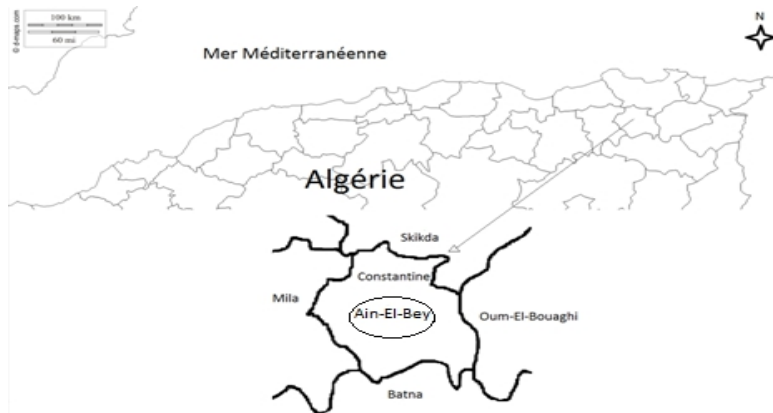 100 km
60 mi
© d-maps.com
N
Mer Méditerranéenne
Algérie
Skikda
Constantine
Mila
Ain-El-Bey
Oum-El-Bouaghi
Batna